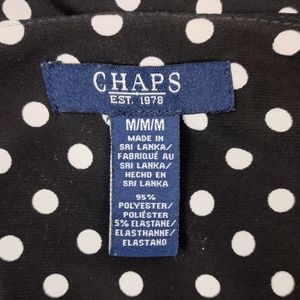 CHAPS
EST. 1978
M/M/M
MADE IN
SRI LANKA/
FABRIQUÉ AU
SRI LANKA/
HECHO EN
SRI LANKA
95%
POLYESTER/
POLIÉSTER
5% ELASTANE/
ELASTHANNE/
ELASTANO